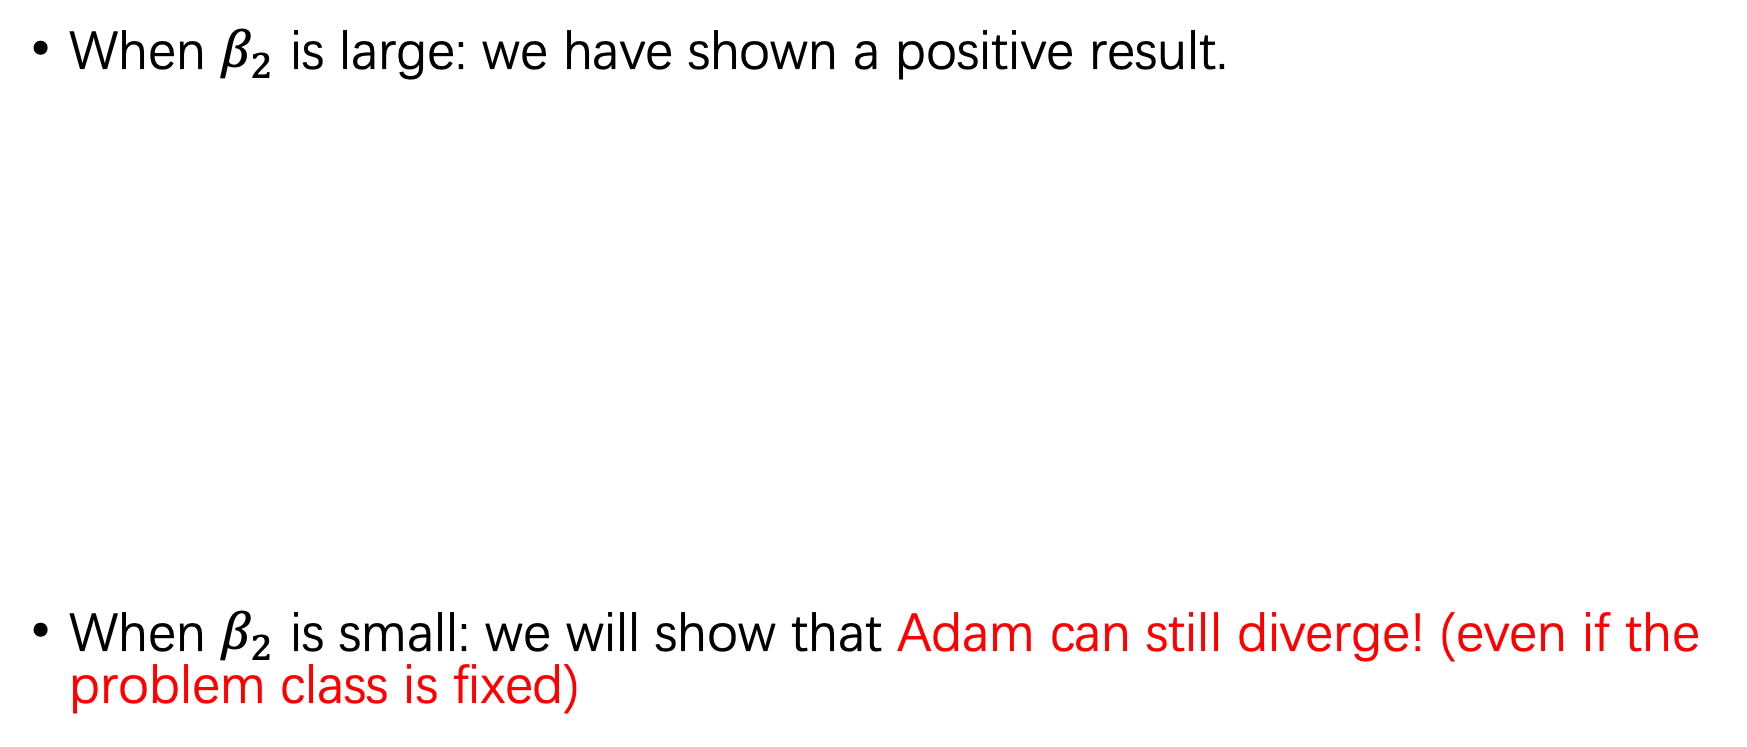 • When 𝛽₂ is large: we have shown a positive result.
• When 𝛽₂ is small: we will show that Adam can still diverge! (even if the
problem class is fixed)